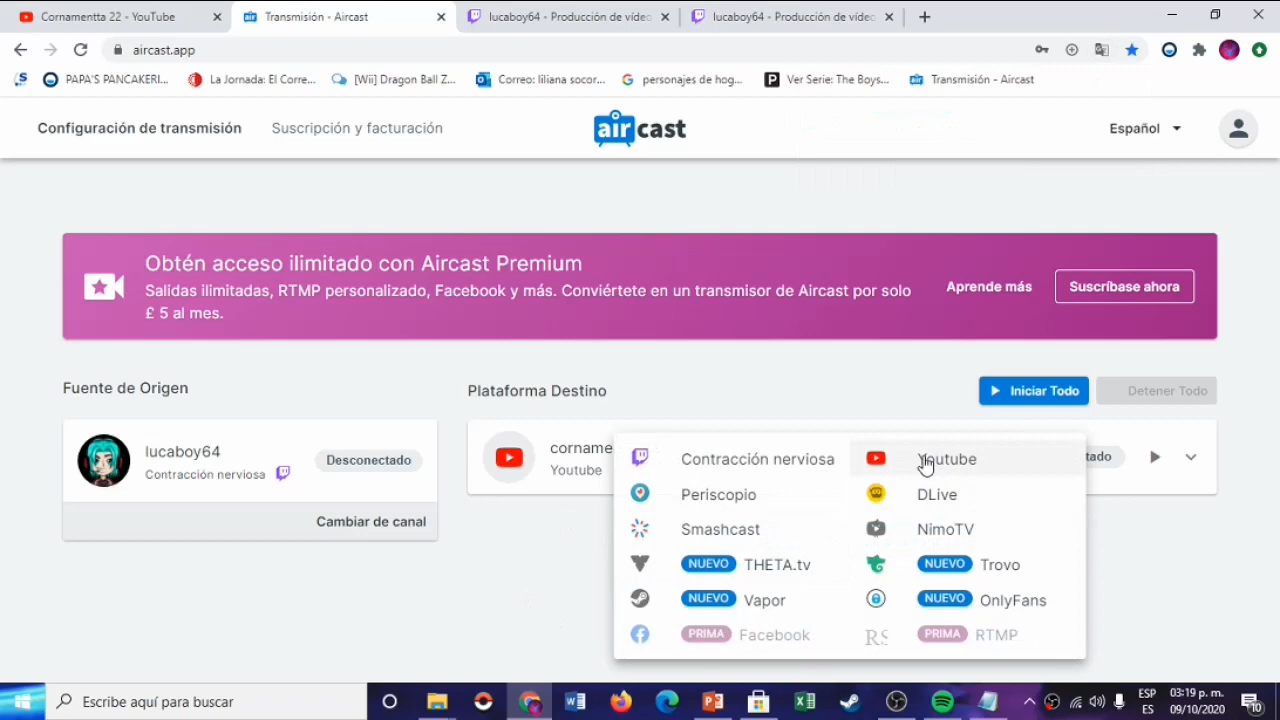 Cornamentta 22 - YouTube
Transmisión - Aircast
lucaboy64 - Producción de vídeo
lucaboy64 - Producción de vídeo
aircast.app
PAPA'S PANCAKERI...
La Jornada: El Corre...
[Wii] Dragon Ball Z...
Correo: liliana socor...
personajes de hog...
Ver Serie: The Boys...
Transmisión - Aircast
Configuración de transmisión
Suscripción y facturación
air cast
Español
Obtén acceso ilimitado con Aircast Premium
Salidas ilimitadas, RTMP personalizado, Facebook y más. Conviértete en un transmisor de Aircast por solo
£ 5 al mes.
Aprende más
Suscríbase ahora
Fuente de Origen
Plataforma Destino
Iniciar Todo
Detener Todo
lucaboy64
Contracción nerviosa
Desconectado
Cambiar de canal
corname
Youtube
tado
Contracción nerviosa
Youtube
Periscopio
DLive
Smashcast
NimoTV
NUEVO THETA.tv
NUEVO Trovo
NUEVO Vapor
NUEVO OnlyFans
PRIMA Facebook
RS PRIMA RTMP
Escribe aquí para buscar
ESP
ES
03:19 p. m.
09/10/2020
10